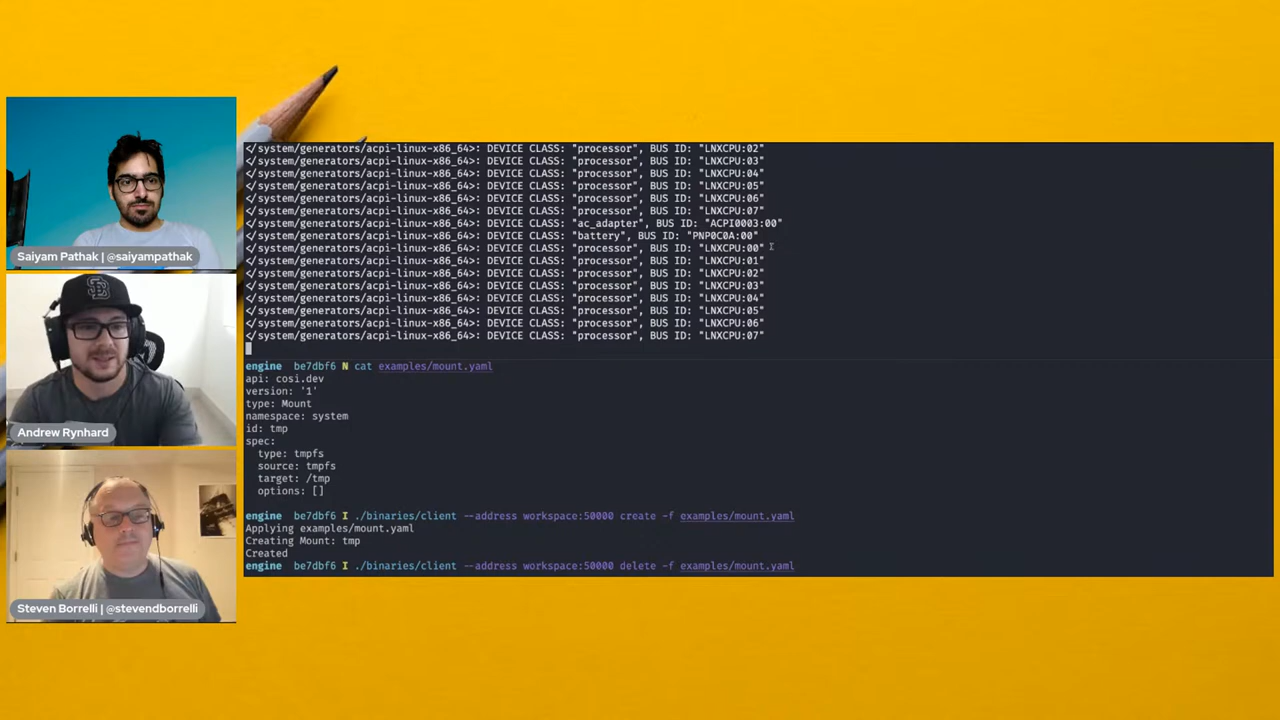 Saiyam Pathak | @saiyampathak
Andrew Rynhard
Steven Borrelli | @stevendborrelli
</system/generators/acpi-linux-x86_64>: DEVICE CLASS: "processor", BUS ID: "LNXCPU:02"
</system/generators/acpi-linux-x86_64>: DEVICE CLASS: "processor", BUS ID: "LNXCPU:03"
</system/generators/acpi-linux-x86_64>: DEVICE CLASS: "processor", BUS ID: "LNXCPU:04"
</system/generators/acpi-linux-x86_64>: DEVICE CLASS: "processor", BUS ID: "LNXCPU:05"
</system/generators/acpi-linux-x86_64>: DEVICE CLASS: "processor", BUS ID: "LNXCPU:06"
</system/generators/acpi-linux-x86_64>: DEVICE CLASS: "processor", BUS ID: "LNXCPU:07"
</system/generators/acpi-linux-x86_64>: DEVICE CLASS: "ac_adapter", BUS ID: "ACPI0003:00"
</system/generators/acpi-linux-x86_64>: DEVICE CLASS: "battery", BUS ID: "PNP0C0A:00"
</system/generators/acpi-linux-x86_64>: DEVICE CLASS: "processor", BUS ID: "LNXCPU:00"
</system/generators/acpi-linux-x86_64>: DEVICE CLASS: "processor", BUS ID: "LNXCPU:01"
</system/generators/acpi-linux-x86_64>: DEVICE CLASS: "processor", BUS ID: "LNXCPU:02"
</system/generators/acpi-linux-x86_64>: DEVICE CLASS: "processor", BUS ID: "LNXCPU:03"
</system/generators/acpi-linux-x86_64>: DEVICE CLASS: "processor", BUS ID: "LNXCPU:04"
</system/generators/acpi-linux-x86_64>: DEVICE CLASS: "processor", BUS ID: "LNXCPU:05"
</system/generators/acpi-linux-x86_64>: DEVICE CLASS: "processor", BUS ID: "LNXCPU:06"
</system/generators/acpi-linux-x86_64>: DEVICE CLASS: "processor", BUS ID: "LNXCPU:07"
engine be7dbf6 N cat examples/mount.yaml
api: cosi.dev
version: '1'
type: Mount
namespace: system
id: tmp
spec:
type: tmpfs
source: tmpfs
target: /tmp
options: []
engine be7dbf6 I ./binaries/client --address workspace:50000 create -f examples/mount.yaml
Applying examples/mount.yaml
Creating Mount: tmp
Created
engine be7dbf6 I ./binaries/client --address workspace:50000 delete -f examples/mount.yaml